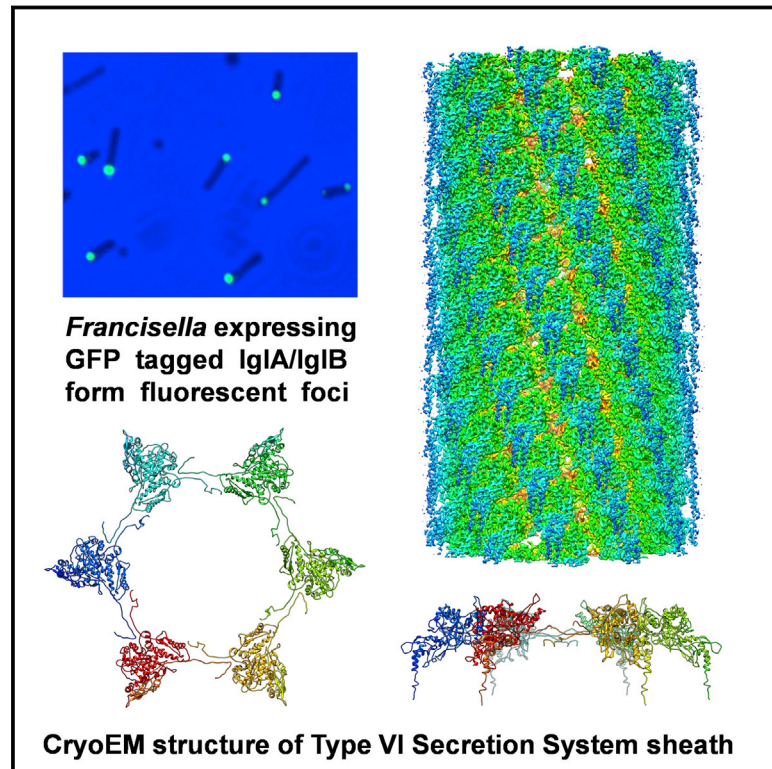 Francisella expressing
GFP tagged IglA/IglB
form fluorescent foci
CryoEM structure of Type VI Secretion System sheath